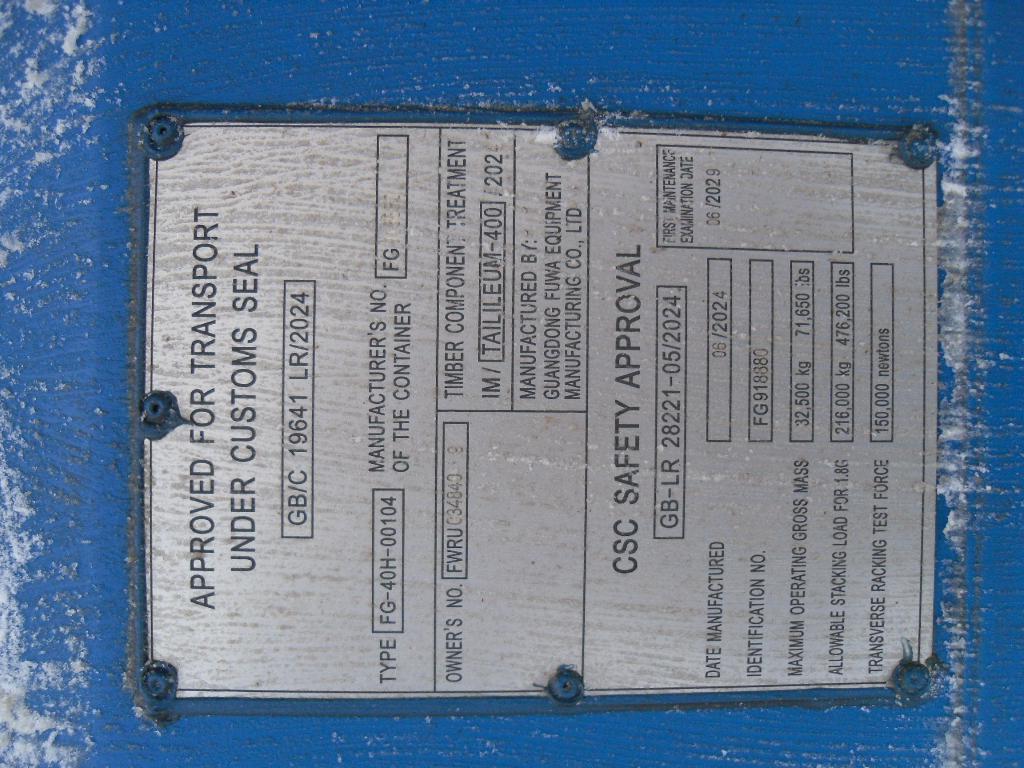 APPROVED FOR TRANSPORT
UNDER CUSTOMS SEAL
GB/C 19641 LR/2024
TYPE FG-40H-00104 MANUFACTURER'S NO.
OF THE CONTAINER FG
OWNER'S NO.
TIMBER COMPONENT TREATMENT
IM / TAILILEUM-400 / 202
MANUFACTURED BY:
GUANGDONG FUWA EQUIPMENT
MANUFACTURING CO., LTD
CSC SAFETY APPROVAL
GB-LR 28221-05/2024
FIRST MAINTENANCE
EXAMINATION DATE
06/2029
DATE MANUFACTURED 06/2024
IDENTIFICATION NO. FG918880
MAXIMUM OPERATING GROSS MASS 32,500 kg 71,650 lbs
ALLOWABLE STACKING LOAD FOR 1.8G 216,000 kg 476,200 lbs
TRANSVERSE RACKING TEST FORCE 150,000 newtons